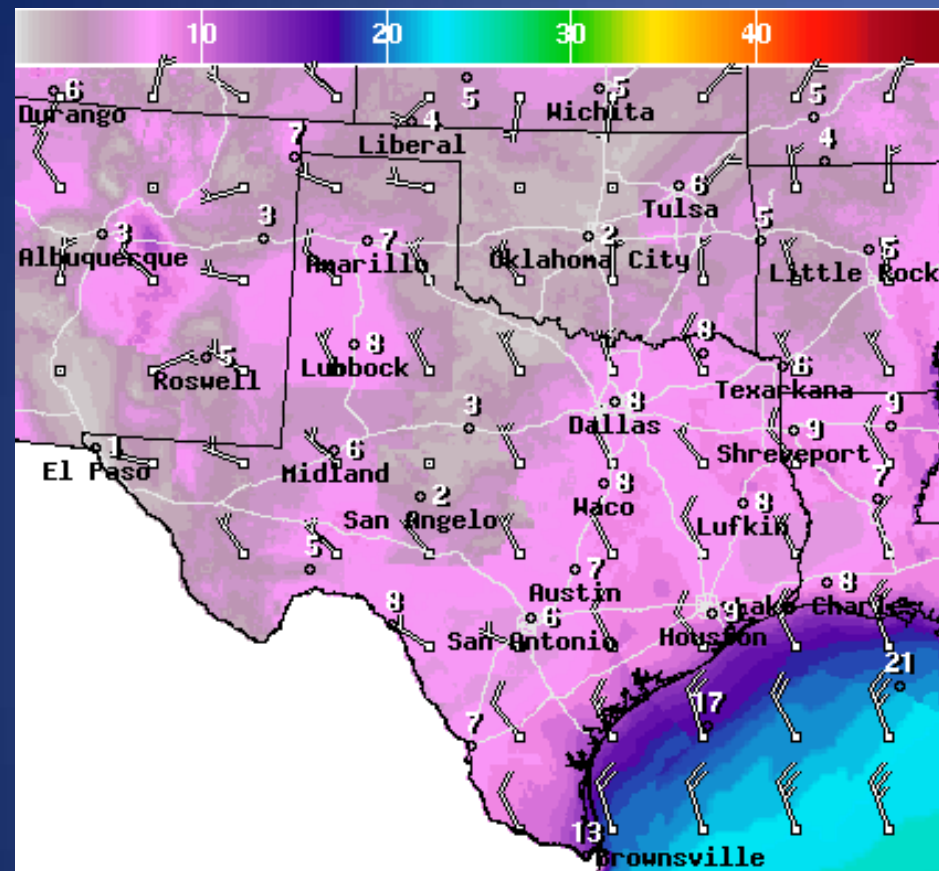 10 20 30 40
6 5 5 5
Durango Wichita
7 4 4
Liberal
6
Tulsa
3 3 7 2 5 5
Albuquerque Amarillo Oklahoma City Little Rock
5 8 8 6
Roswell Lubbock Texarkana
3 8 9 9
Dallas
1 6 Shreveport
El Paso Midland
2 8 8 7
San Angelo Waco Lufkin
5 7 8
Austin Lake Charles
8 6 9
San Antonio Houston
21
17
7
13
Brownsville